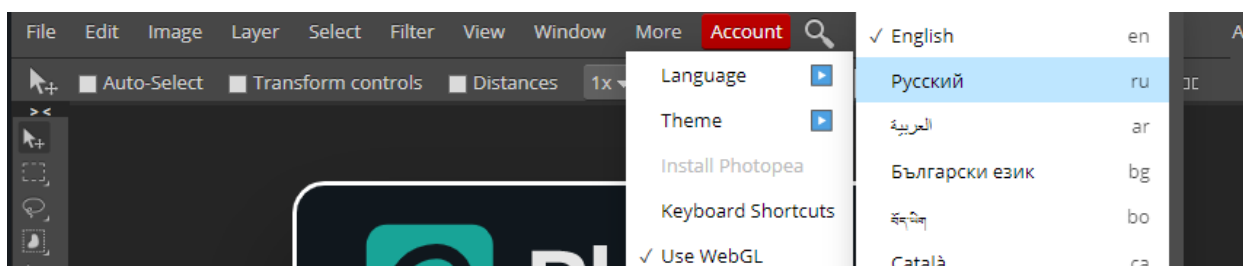 File Edit Image Layer Select Filter View Window More Account
Auto-Select Transform controls Distances 1x
Language
Theme
Install Photopea
Keyboard Shortcuts
✓ Use WebGL
✓ English en
Русский ru
العربية ar
Български език bg
བོད་ཡིག bo
Català ca